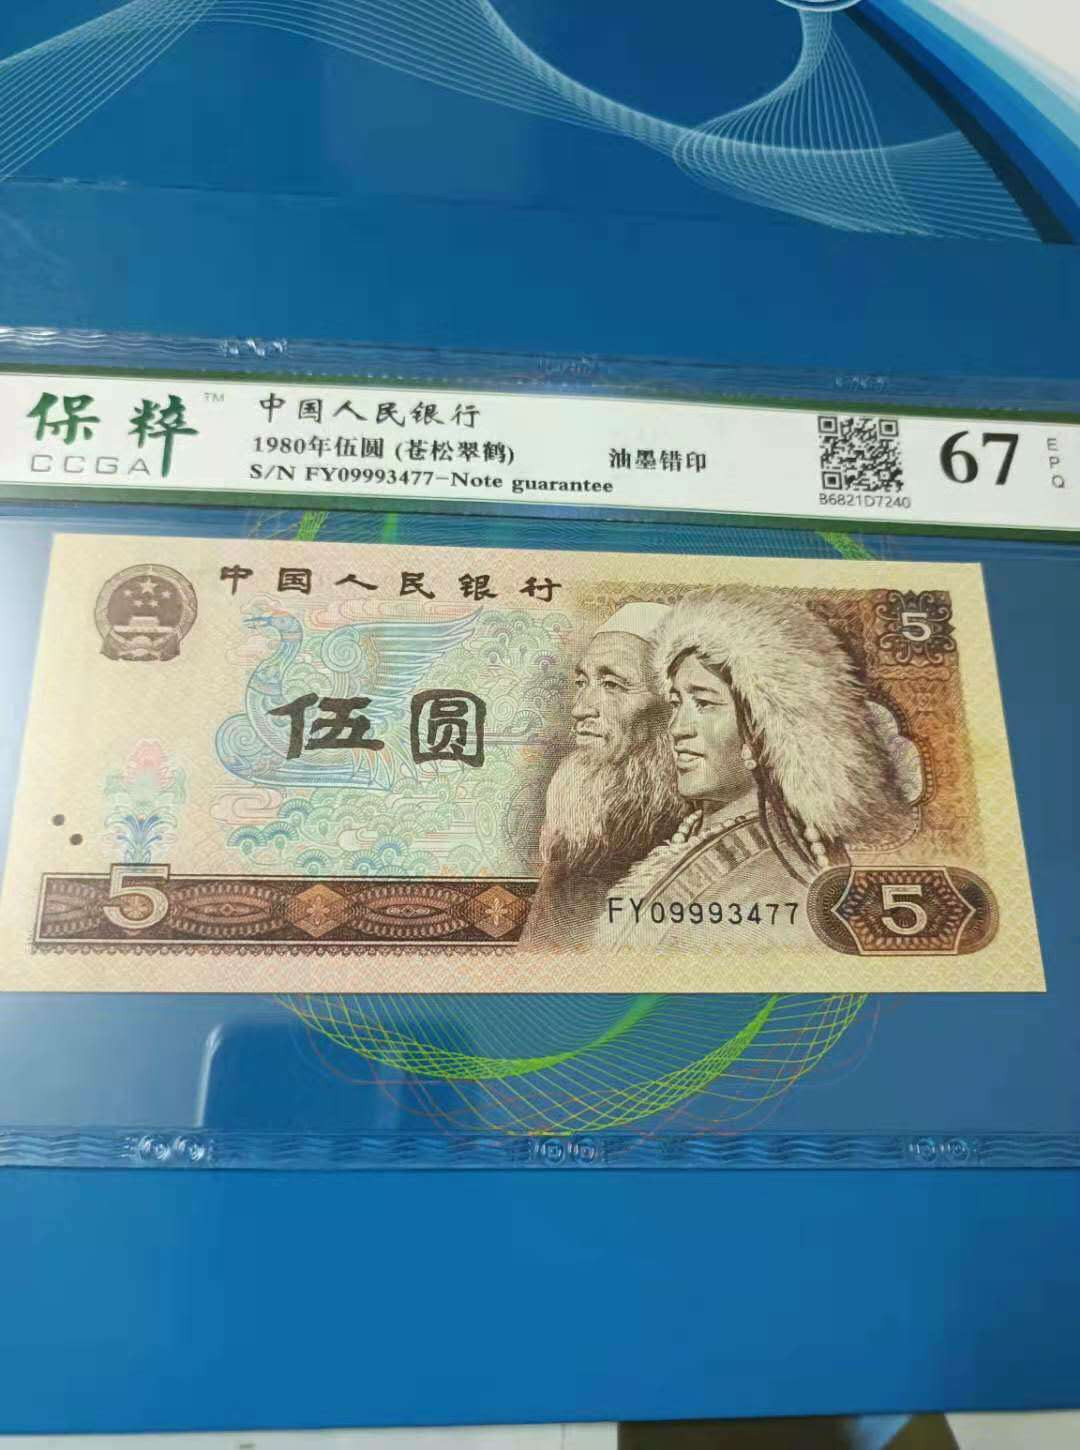 保粹™
CCGA
中国人民银行
1980年伍圆 (苍松翠鹤)
S/N FY09993477-Note guarantee
油墨错印
B6821D7240
67
EPQ
中国人民银行
5
伍圆
5
FY09993477
5